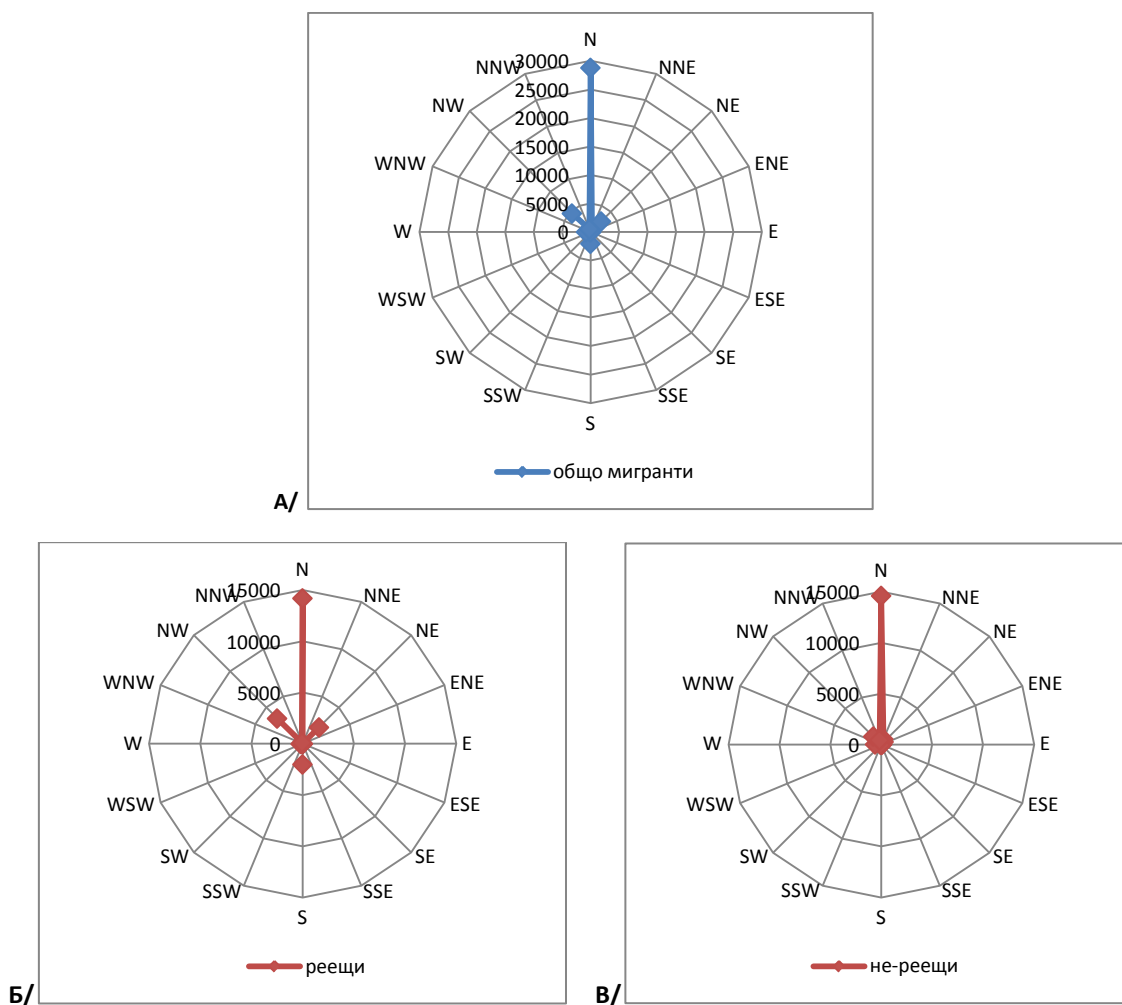 N
30000
NNW
NNE
25000
NW
NE
20000
WNW
15000
ENE
10000
5000
W
0
E
WSW
ESE
SW
SE
SSW
SSE
S
общо мигранти
А/
N
15000
NNW
NNE
NW
10000
NE
WNW
5000
ENE
W
0
E
WSW
ESE
SW
SE
SSW
SSE
S
реещи
Б/
N
15000
NNW
NNE
NW
10000
NE
WNW
5000
ENE
W
0
E
WSW
ESE
SW
SE
SSW
SSE
S
не-реещи
В/